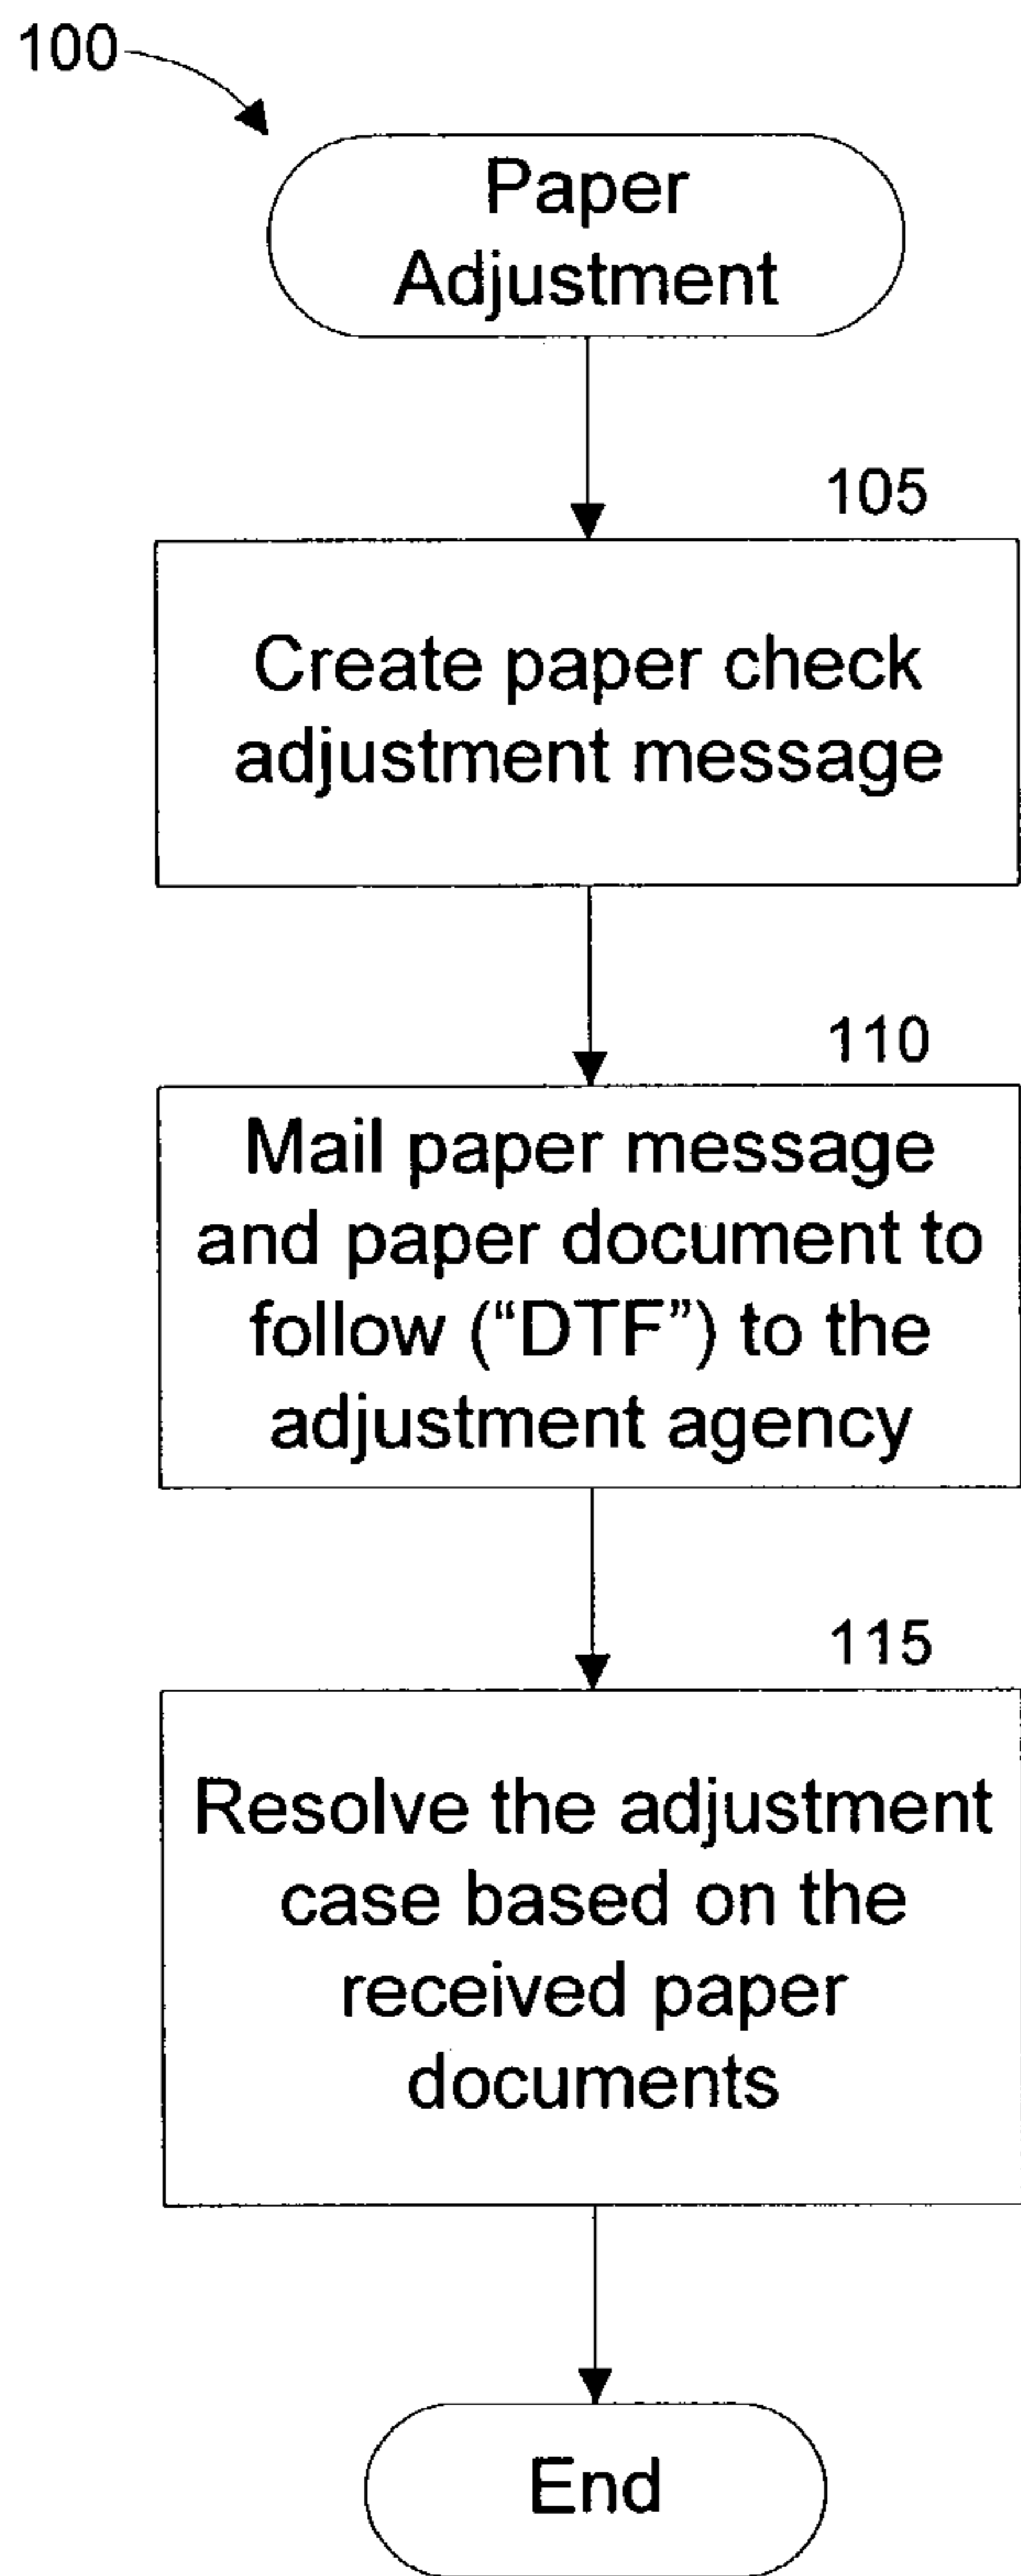 100
Paper
Adjustment
105
Create paper check
adjustment message
110
Mail paper message
and paper document to
follow (“DTF”) to the
adjustment agency
115
Resolve the adjustment
case based on the
received paper
documents
End